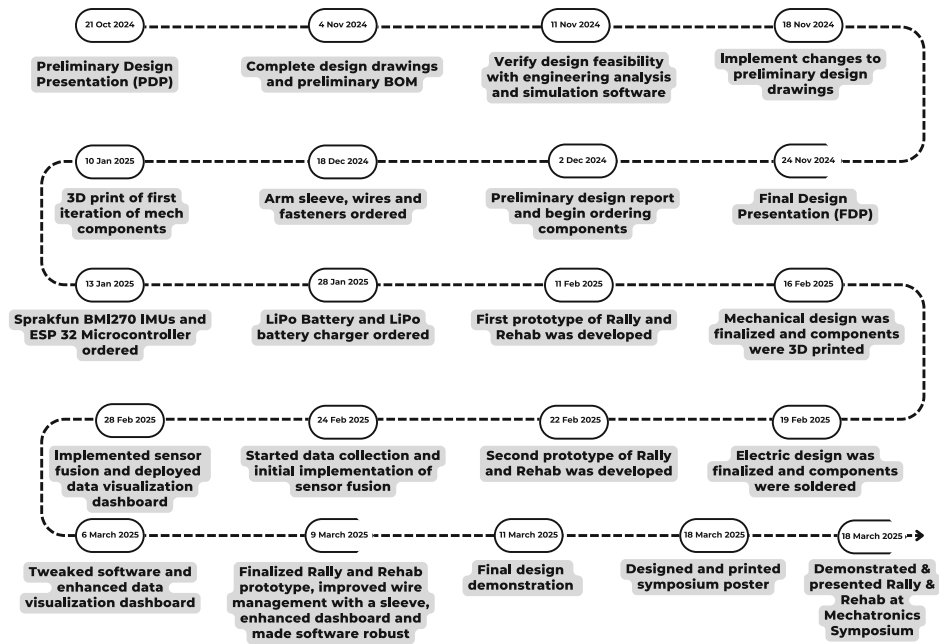 21 Oct 2024
Preliminary Design
Presentation (PDP)
4 Nov 2024
Complete design drawings
and preliminary BOM
11 Nov 2024
Verify design feasibility
with engineering analysis
and simulation software
18 Nov 2024
Implement changes to
preliminary design
drawings
24 Nov 2024
Final Design
Presentation (FDP)
2 Dec 2024
Preliminary design report
and begin ordering
components
18 Dec 2024
Arm sleeve, wires and
fasteners ordered
10 Jan 2025
3D print of first
iteration of mech
components
13 Jan 2025
Sprakfun BMI270 IMUs and
ESP 32 Microcontroller
ordered
28 Jan 2025
LiPo Battery and LiPo
battery charger ordered
11 Feb 2025
First prototype of Rally and
Rehab was developed
16 Feb 2025
Mechanical design was
finalized and components
were 3D printed
19 Feb 2025
Electric design was
finalized and components
were soldered
22 Feb 2025
Second prototype of Rally
and Rehab was developed
24 Feb 2025
Started data collection and
initial implementation of
sensor fusion
28 Feb 2025
Implemented sensor
fusion and deployed
data visualization
dashboard
6 March 2025
Tweaked software and
enhanced data
visualization dashboard
9 March 2025
Finalized Rally and Rehab
prototype, improved wire
management with a sleeve,
enhanced dashboard and
made software robust
11 March 2025
Final design
demonstration
18 March 2025
Designed and printed
symposium poster
18 March 2025
Demonstrated &
presented Rally &
Rehab at
Mechatronics
Symposium